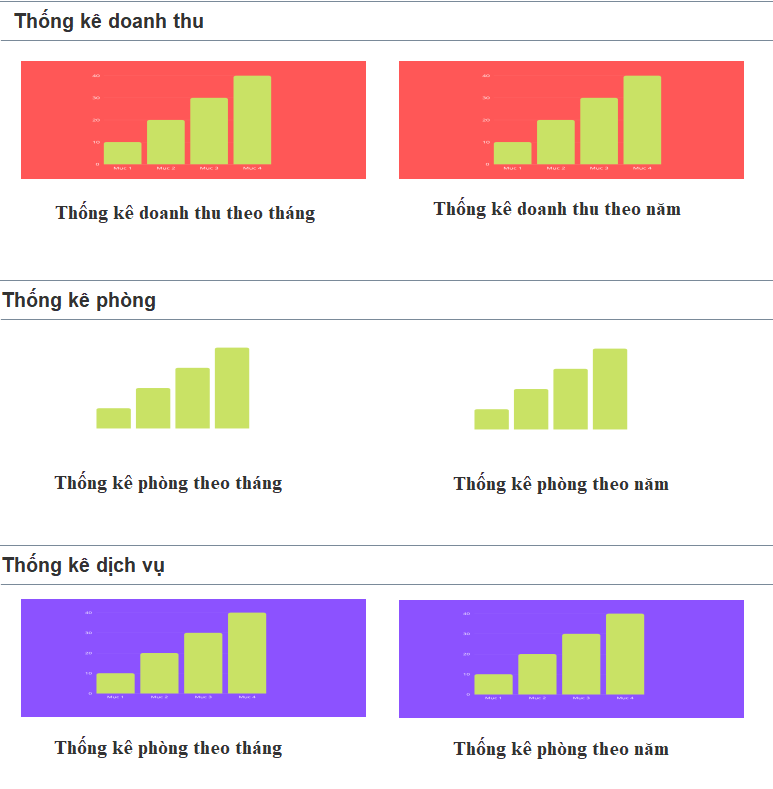 Thống kê doanh thu
40
30
20
10
0
Mục 1 Mục 2 Mục 3 Mục 4
40
30
20
10
0
Mục 1 Mục 2 Mục 3 Mục 4
Thống kê doanh thu theo tháng
Thống kê doanh thu theo năm
Thống kê phòng
Thống kê phòng theo tháng
Thống kê phòng theo năm
Thống kê dịch vụ
40
30
20
10
0
Mục 1 Mục 2 Mục 3 Mục 4
40
30
20
10
0
Mục 1 Mục 2 Mục 3 Mục 4
Thống kê phòng theo tháng
Thống kê phòng theo năm